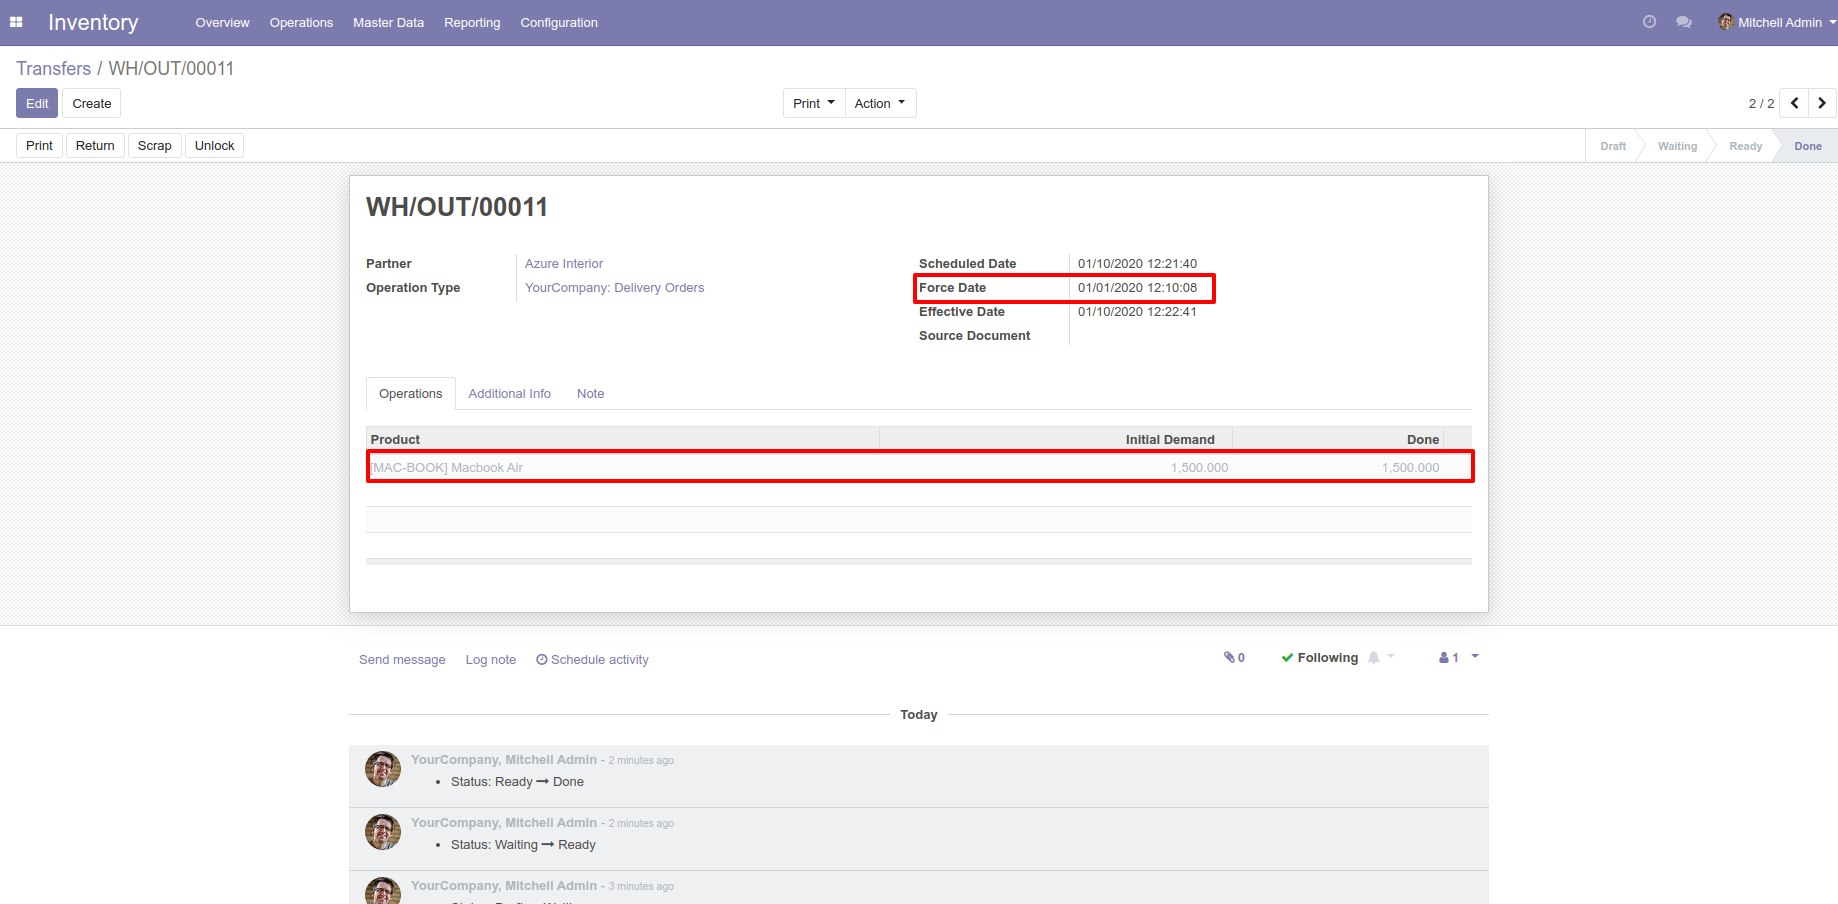 Inventory Overview Operations Master Data Reporting Configuration Mitchell Admin
Transfers / WH/OUT/00011
Edit Create Print Action 2 / 2
Print Return Scrap Unlock Draft Waiting Ready Done
WH/OUT/00011
Partner Azure Interior Scheduled Date 01/10/2020 12:21:40
Operation Type YourCompany: Delivery Orders Force Date 01/01/2020 12:10:08
Effective Date 01/10/2020 12:22:41
Source Document
Operations Additional Info Note
Product Initial Demand Done
[MAC-BOOK] Macbook Air 1,500.000 1,500.000
Send message Log note Schedule activity 0 Following 1
Today
YourCompany, Mitchell Admin - 2 minutes ago
• Status: Ready ➞ Done
YourCompany, Mitchell Admin - 2 minutes ago
• Status: Waiting ➞ Ready
YourCompany, Mitchell Admin - 3 minutes ago